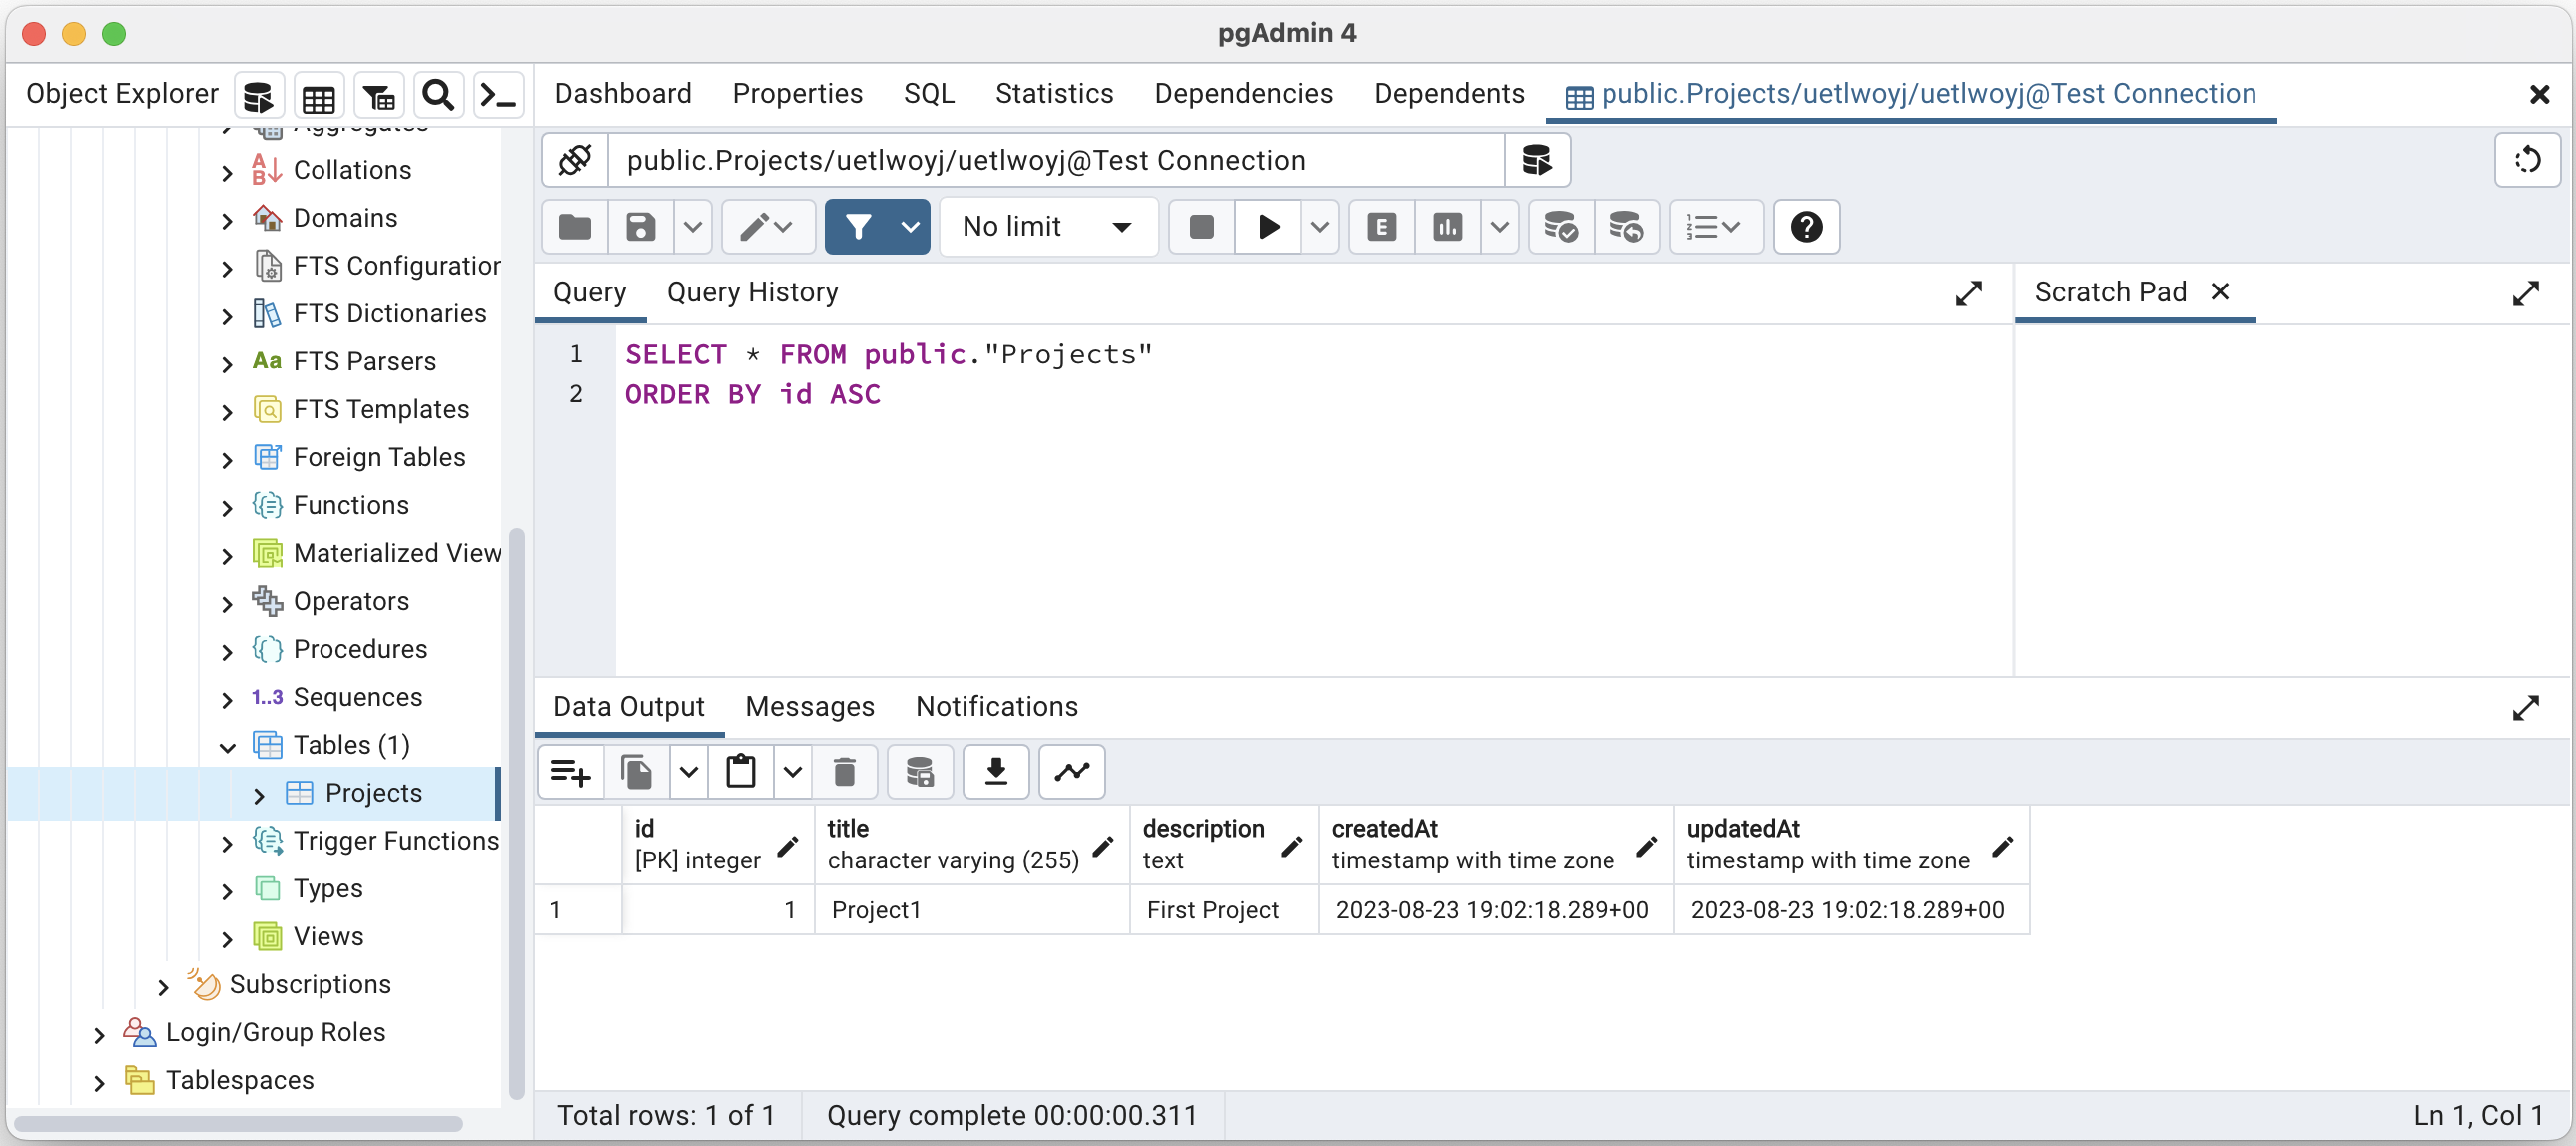 pgAdmin 4
Object Explorer
Dashboard Properties SQL Statistics Dependencies Dependents public.Projects/uetlwoyj/uetlwoyj@Test Connection
Aggregates
Collations
Domains
FTS Configuration
FTS Dictionaries
Aa FTS Parsers
FTS Templates
Foreign Tables
Functions
Materialized View
Operators
Procedures
1..3 Sequences
Tables (1)
Projects
Trigger Functions
Types
Views
Subscriptions
Login/Group Roles
Tablespaces
public.Projects/uetlwoyj/uetlwoyj@Test Connection
No limit
E
Query Query History
Scratch Pad
1 SELECT * FROM public."Projects"
2 ORDER BY id ASC
Data Output Messages Notifications
id title description createdAt updatedAt
[PK] integer character varying (255) text timestamp with time zone timestamp with time zone
1 1 Project1 First Project 2023-08-23 19:02:18.289+00 2023-08-23 19:02:18.289+00
Total rows: 1 of 1 Query complete 00:00:00.311 Ln 1, Col 1